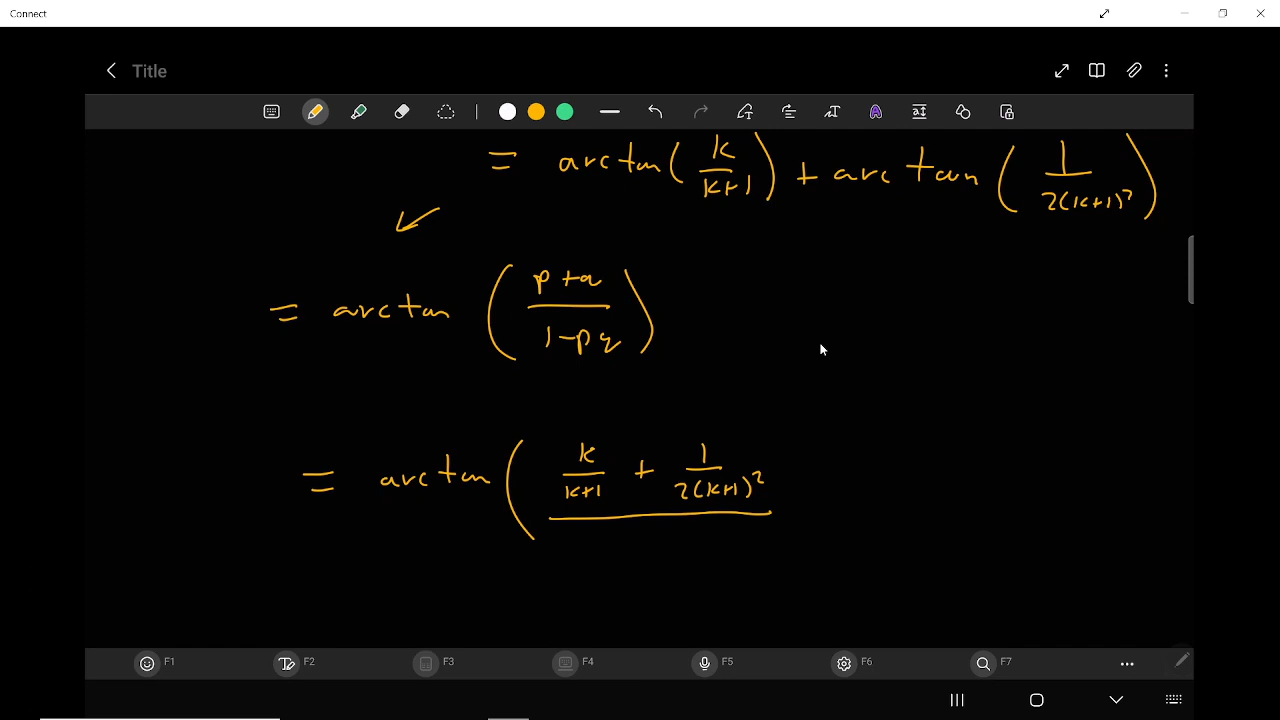 Connect
Title
= arctan(k/(k+1)) + arctan(1/(2(k+1)²))
= arctan((p+q)/(1-pq))
= arctan( k/(k+1) + 1/(2(k+1)²)
F1 F2 F3 F4 F5 F6 F7